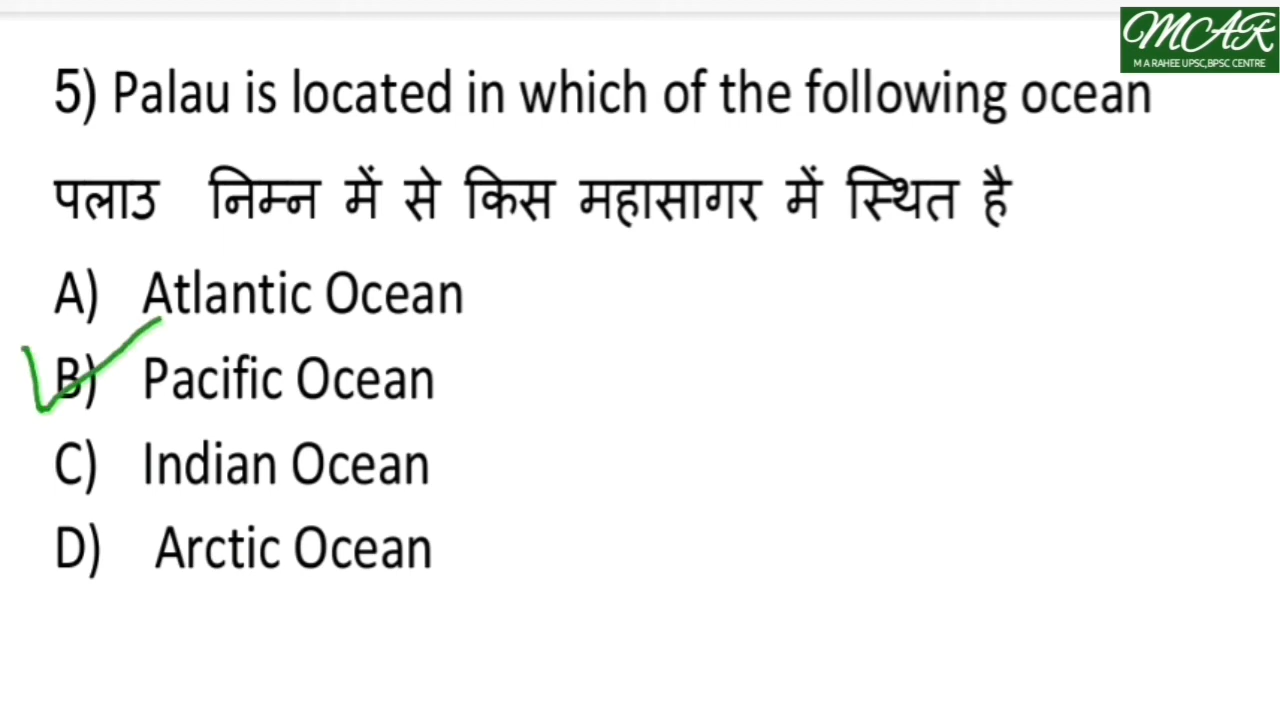 MCAR
M A RAHEE UPSC,BPSC CENTRE
5) Palau is located in which of the following ocean
पलाउ निम्न में से किस महासागर में स्थित है
A) Atlantic Ocean
B) Pacific Ocean
C) Indian Ocean
D) Arctic Ocean